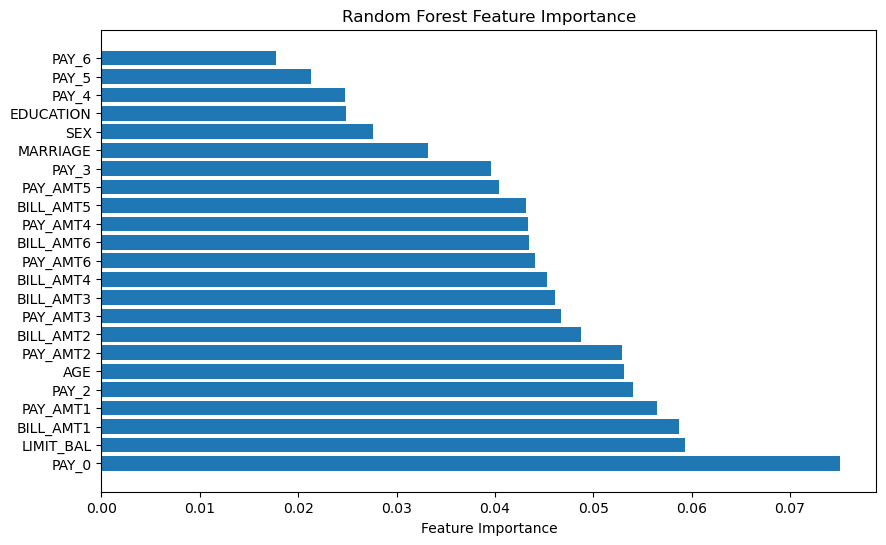 Random Forest Feature Importance
PAY_6
PAY_5
PAY_4
EDUCATION
SEX
MARRIAGE
PAY_3
PAY_AMT5
BILL_AMT5
PAY_AMT4
BILL_AMT6
PAY_AMT6
BILL_AMT4
BILL_AMT3
PAY_AMT3
BILL_AMT2
PAY_AMT2
AGE
PAY_2
PAY_AMT1
BILL_AMT1
LIMIT_BAL
PAY_0
0.00 0.01 0.02 0.03 0.04 0.05 0.06 0.07
Feature Importance